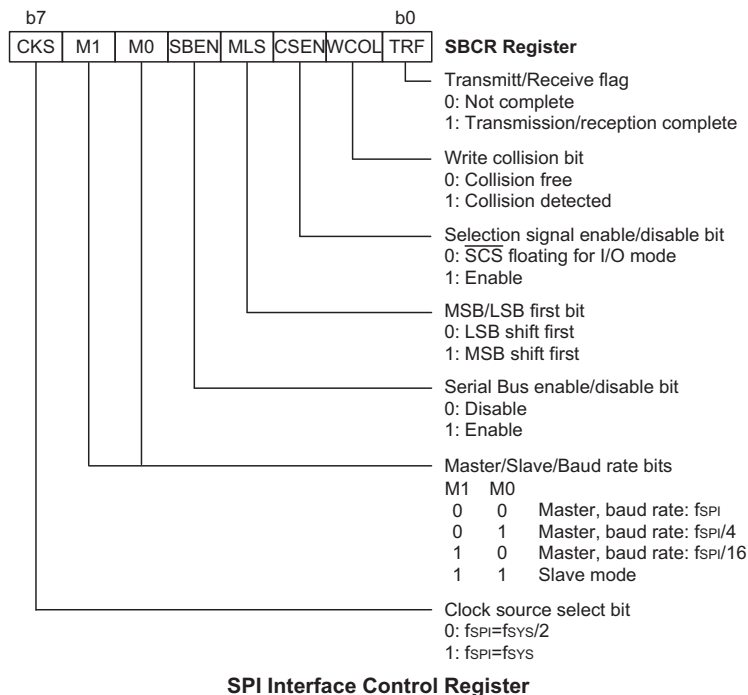 b7 b0
CKS M1 M0 SBEN MLS CSEN WCOL TRF SBCR Register
Transmitt/Receive flag
0: Not complete
1: Transmission/reception complete
Write collision bit
0: Collision free
1: Collision detected
Selection signal enable/disable bit
0: SCS floating for I/O mode
1: Enable
MSB/LSB first bit
0: LSB shift first
1: MSB shift first
Serial Bus enable/disable bit
0: Disable
1: Enable
Master/Slave/Baud rate bits
M1 M0
0 0 Master, baud rate: fSPI
0 1 Master, baud rate: fSPI/4
1 0 Master, baud rate: fSPI/16
1 1 Slave mode
Clock source select bit
0: fSPI=fSYS/2
1: fSPI=fSYS
SPI Interface Control Register